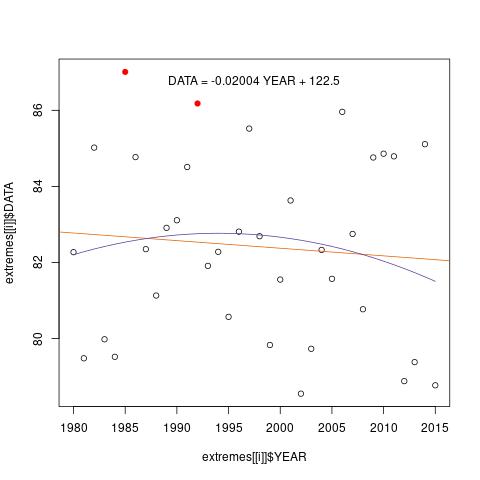 DATA = -0.02004 YEAR + 122.5
86
84
82
80
extremes[[i]]$DATA
1980 1985 1990 1995 2000 2005 2010 2015
extremes[[i]]$YEAR